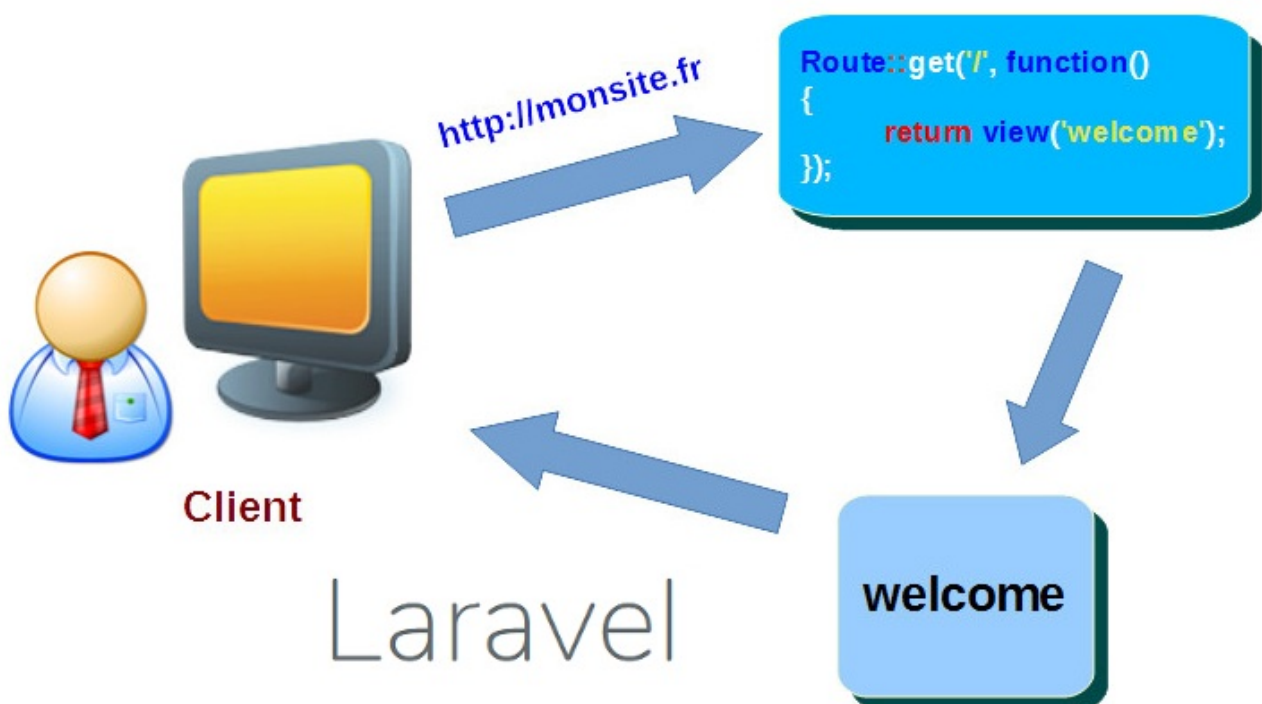 http://monsite.fr
Route::get('/', function()
{
return view('welcome');
});
Client
welcome
Laravel